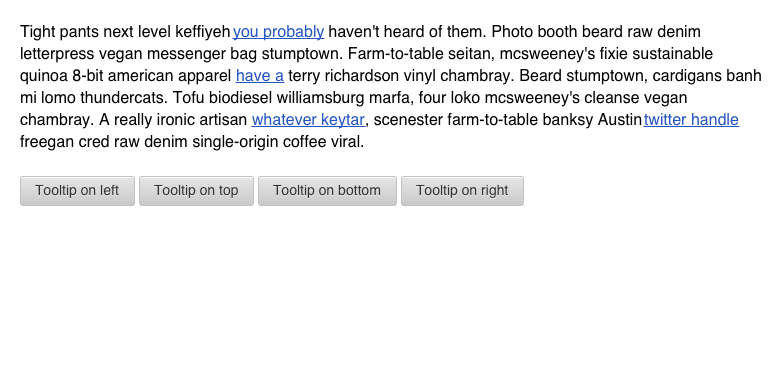 Tight pants next level keffiyeh you probably haven't heard of them. Photo booth beard raw denim
letterpress vegan messenger bag stumptown. Farm-to-table seitan, mcsweeney's fixie sustainable
quinoa 8-bit american apparel have a terry richardson vinyl chambray. Beard stumptown, cardigans banh
mi lomo thundercats. Tofu biodiesel williamsburg marfa, four loko mcsweeney's cleanse vegan
chambray. A really ironic artisan whatever keytar, scenester farm-to-table banksy Austin twitter handle
freegan cred raw denim single-origin coffee viral.
Tooltip on left Tooltip on top Tooltip on bottom Tooltip on right